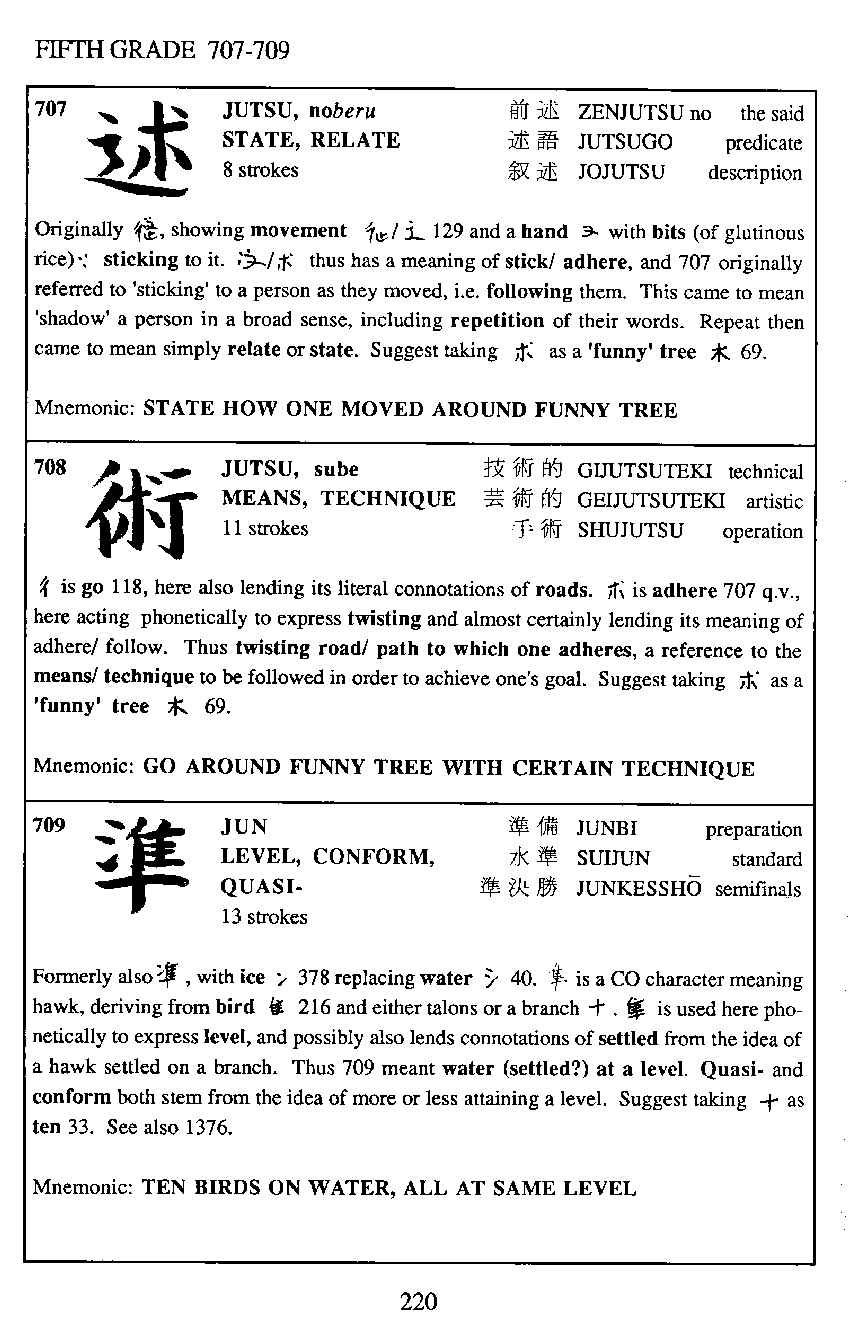 FIFTH GRADE 707-709
707 述 JUTSU, noberu 前述 ZENJUTSU no the said
STATE, RELATE 述語 JUTSUGO predicate
8 strokes 叙述 JOJUTSU description
Originally , showing movement / 辶 129 and a hand with bits (of glutinous
rice) sticking to it. / 朮 thus has a meaning of stick/ adhere, and 707 originally
referred to 'sticking' to a person as they moved, i.e. following them. This came to mean
'shadow' a person in a broad sense, including repetition of their words. Repeat then
came to mean simply relate or state. Suggest taking 朮 as a 'funny' tree 木 69.
Mnemonic: STATE HOW ONE MOVED AROUND FUNNY TREE
708 術 JUTSU, sube 技術的 GIJUTSUTEKI technical
MEANS, TECHNIQUE 芸術的 GEIJUTSUTEKI artistic
11 strokes 手術 SHUJUTSU operation
彳 is go 118, here also lending its literal connotations of roads. 朮 is adhere 707 q.v.,
here acting phonetically to express twisting and almost certainly lending its meaning of
adhere/ follow. Thus twisting road/ path to which one adheres, a reference to the
means/ technique to be followed in order to achieve one's goal. Suggest taking 朮 as a
'funny' tree 木 69.
Mnemonic: GO AROUND FUNNY TREE WITH CERTAIN TECHNIQUE
709 準 JUN 準備 JUNBI preparation
LEVEL, CONFORM, 水準 SUIJUN standard
QUASI- 準決勝 JUNKESSHŌ semifinals
13 strokes
Formerly also 凖, with ice 冫 378 replacing water 氵 40. 隼 is a CO character meaning
hawk, deriving from bird 隹 216 and either talons or a branch 十. 隼 is used here pho-
netically to express level, and possibly also lends connotations of settled from the idea of
a hawk settled on a branch. Thus 709 meant water (settled?) at a level. Quasi- and
conform both stem from the idea of more or less attaining a level. Suggest taking 十 as
ten 33. See also 1376.
Mnemonic: TEN BIRDS ON WATER, ALL AT SAME LEVEL
220